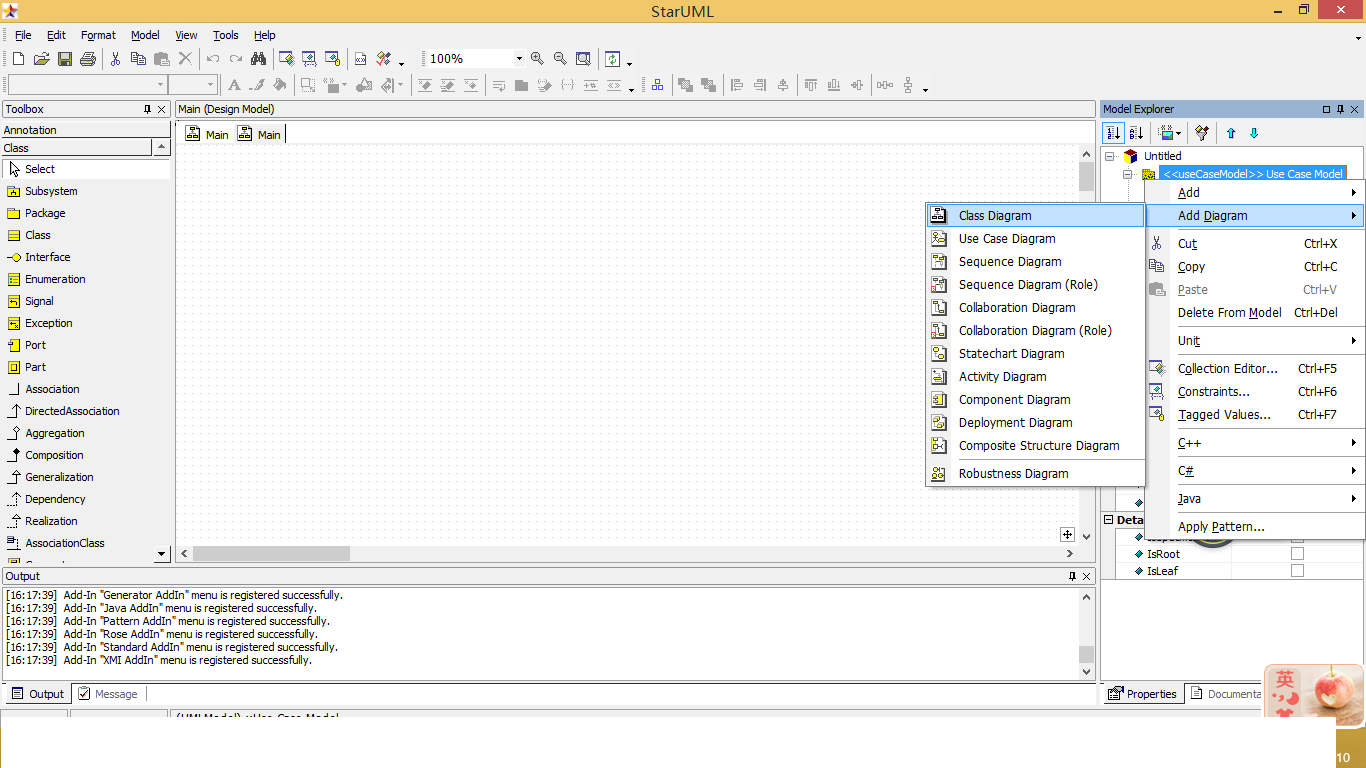 StarUML
File Edit Format Model View Tools Help
100%
Toolbox
Annotation
Class
Select
Subsystem
Package
Class
Interface
Enumeration
Signal
Exception
Port
Part
Association
DirectedAssociation
Aggregation
Composition
Generalization
Dependency
Realization
AssociationClass
Main (Design Model)
Main Main
Model Explorer
Untitled
<<useCaseModel>> Use Case Model
Add
Add Diagram
Cut Ctrl+X
Copy Ctrl+C
Paste Ctrl+V
Delete From Model Ctrl+Del
Unit
Collection Editor... Ctrl+F5
Constraints... Ctrl+F6
Tagged Values... Ctrl+F7
C++
C#
Java
Apply Pattern...
Class Diagram
Use Case Diagram
Sequence Diagram
Sequence Diagram (Role)
Collaboration Diagram
Collaboration Diagram (Role)
Statechart Diagram
Activity Diagram
Component Diagram
Deployment Diagram
Composite Structure Diagram
Robustness Diagram
Deta
IsRoot
IsLeaf
Output
[16:17:39] Add-In "Generator AddIn" menu is registered successfully.
[16:17:39] Add-In "Java AddIn" menu is registered successfully.
[16:17:39] Add-In "Pattern AddIn" menu is registered successfully.
[16:17:39] Add-In "Rose AddIn" menu is registered successfully.
[16:17:39] Add-In "Standard AddIn" menu is registered successfully.
[16:17:39] Add-In "XMI AddIn" menu is registered successfully.
Output Message
Properties Documenta
英
(UMLModel) ::Use Case Model
10